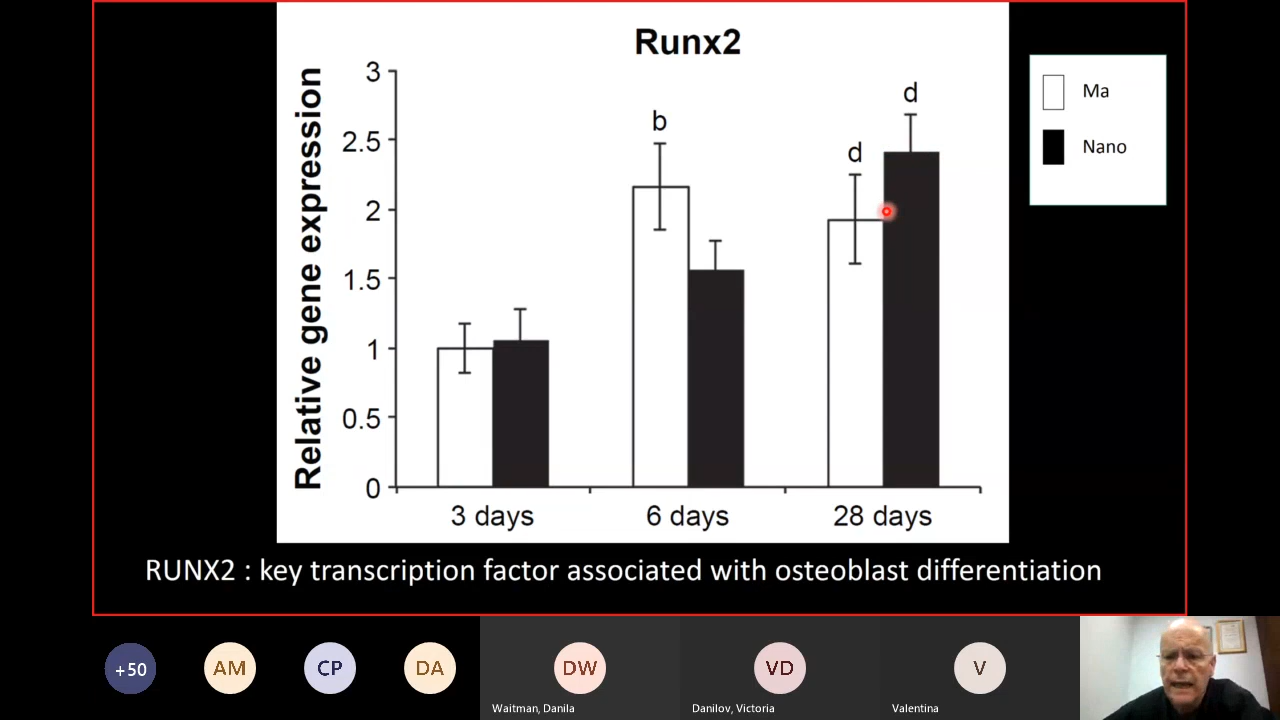 Runx2
Relative gene expression
3
2.5
2
1.5
1
0.5
0
b
d
d
3 days
6 days
28 days
Ma
Nano
RUNX2 : key transcription factor associated with osteoblast differentiation
+50
AM
CP
DA
DW
VD
V
Waitman, Danila
Danilov, Victoria
Valentina